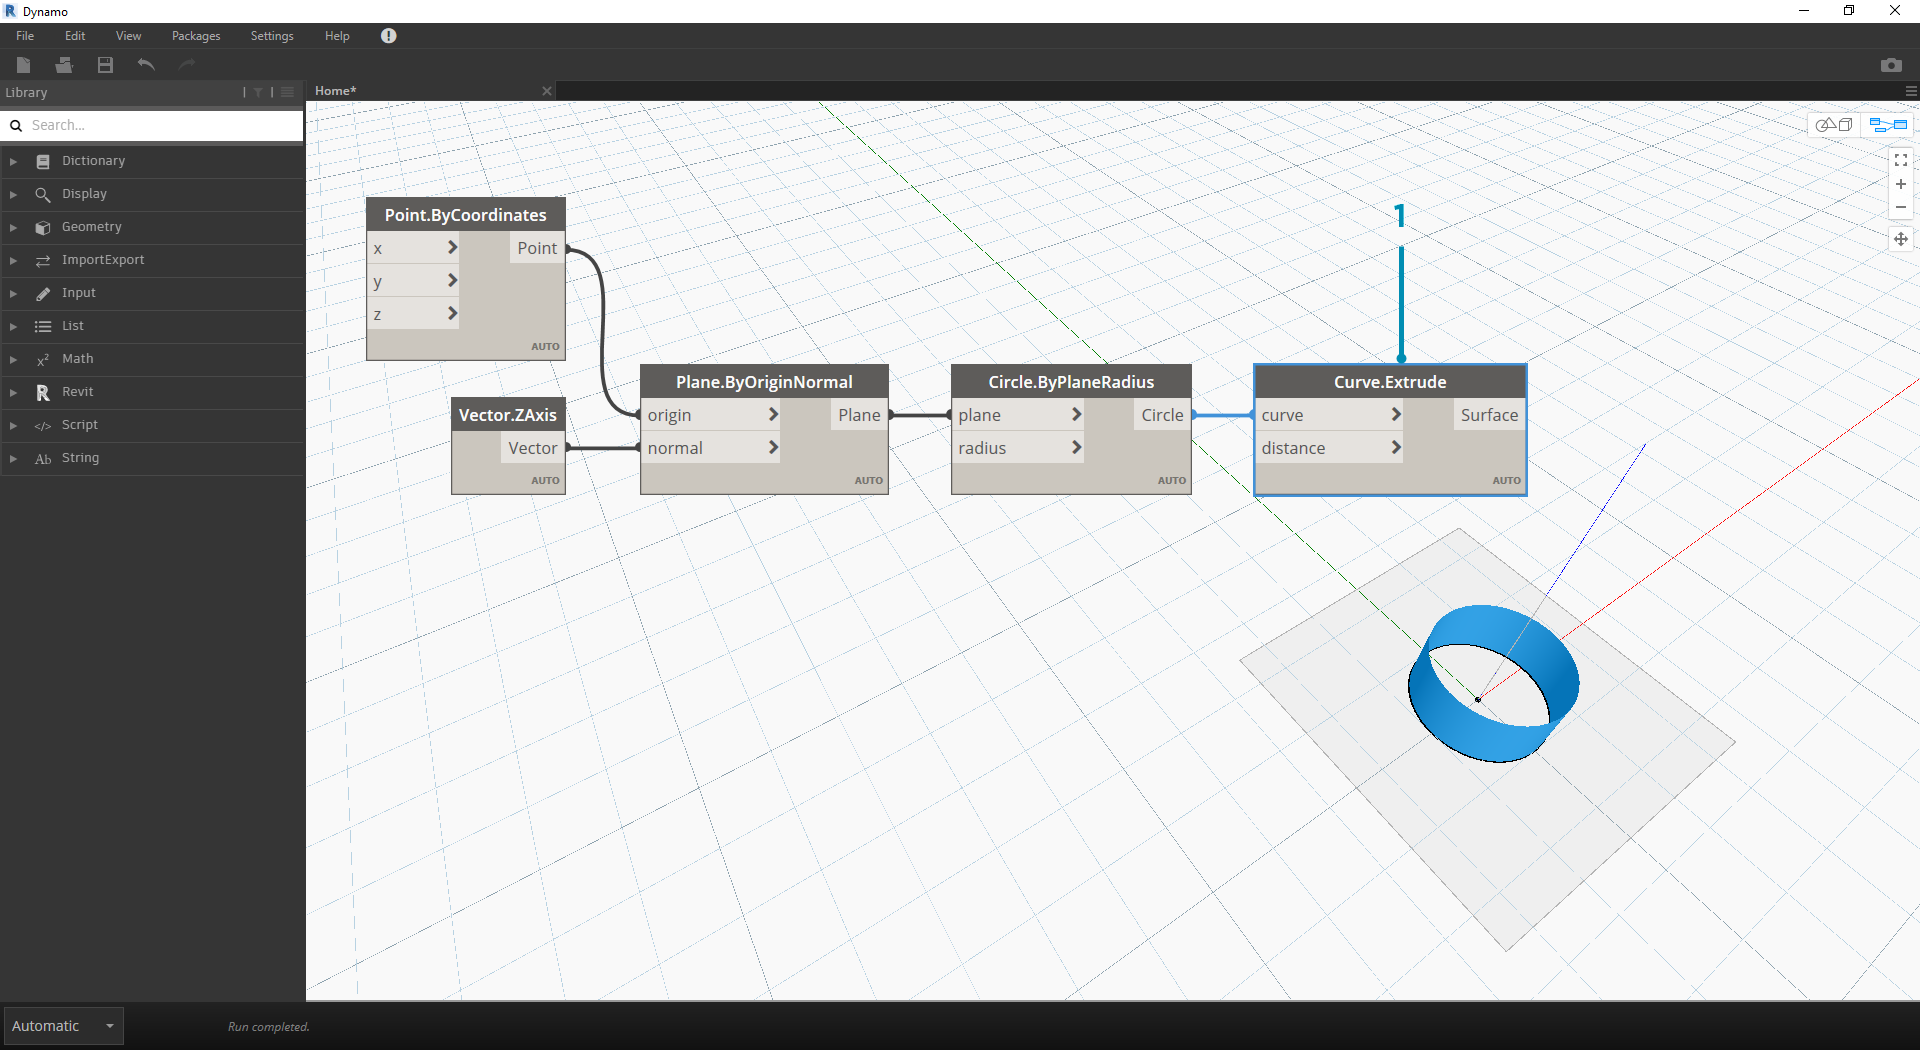 Dynamo
File Edit View Packages Settings Help
Library
Home*
Search...
Dictionary
Display
Geometry
ImportExport
Input
List
Math
Revit
Script
String
Point.ByCoordinates
x Point
y
z
AUTO
Vector.ZAxis
Vector
AUTO
Plane.ByOriginNormal
origin Plane
normal
AUTO
Circle.ByPlaneRadius
plane Circle
radius
AUTO
1
Curve.Extrude
curve Surface
distance
AUTO
Automatic
Run completed.